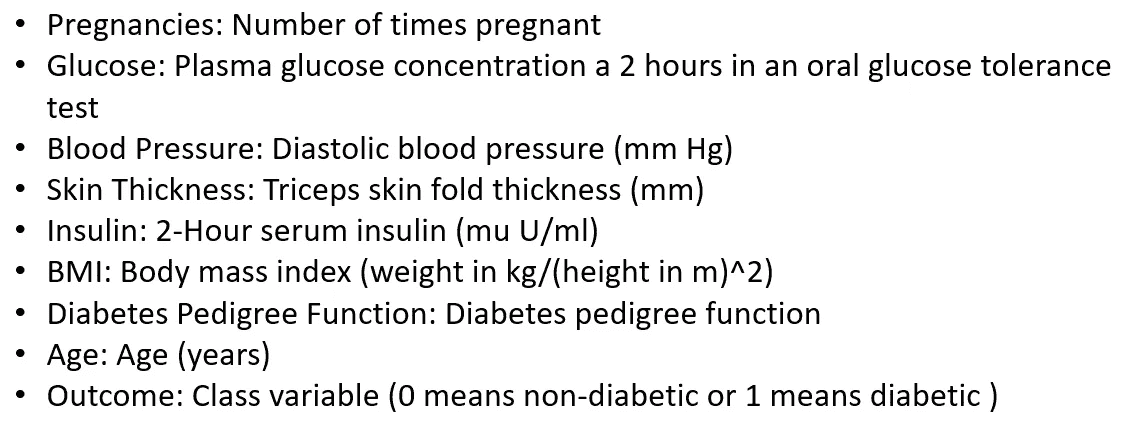 • Pregnancies: Number of times pregnant
• Glucose: Plasma glucose concentration a 2 hours in an oral glucose tolerance
test
• Blood Pressure: Diastolic blood pressure (mm Hg)
• Skin Thickness: Triceps skin fold thickness (mm)
• Insulin: 2-Hour serum insulin (mu U/ml)
• BMI: Body mass index (weight in kg/(height in m)^2)
• Diabetes Pedigree Function: Diabetes pedigree function
• Age: Age (years)
• Outcome: Class variable (0 means non-diabetic or 1 means diabetic )